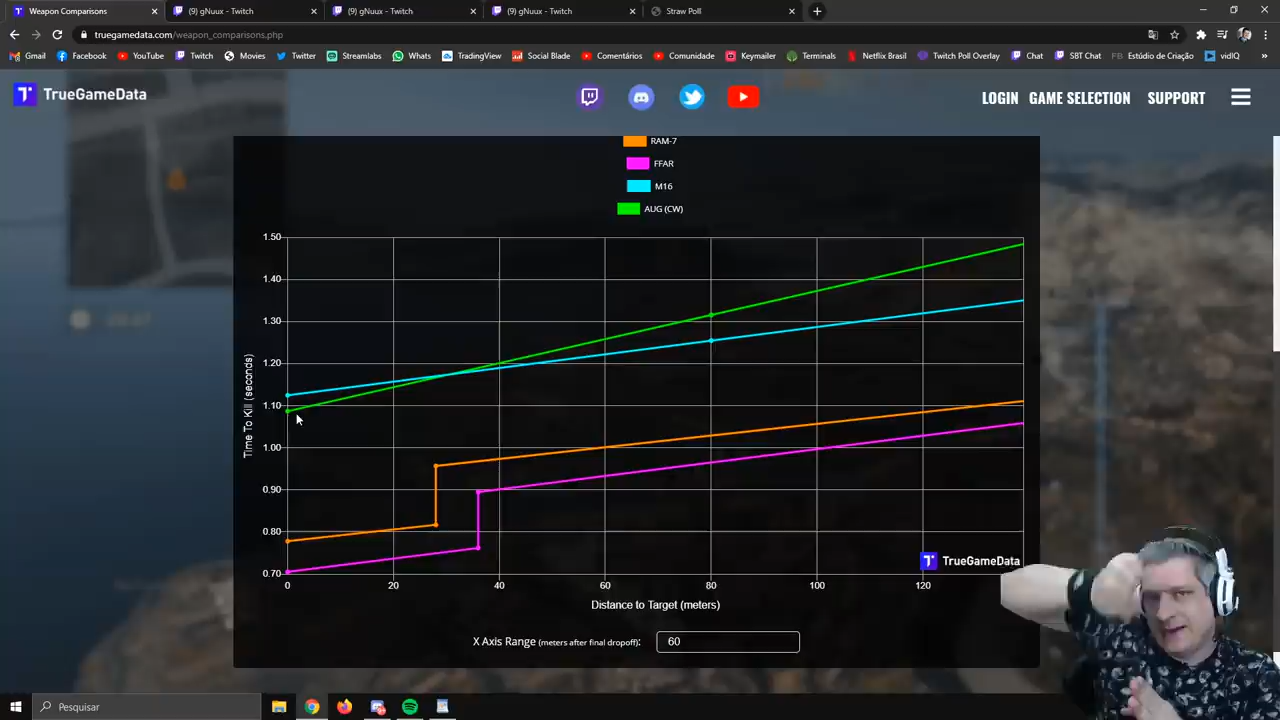 Weapon Comparisons
(9) gNuux - Twitch
(9) gNuux - Twitch
(9) gNuux - Twitch
Straw Poll
truegamedata.com/weapon_comparisons.php
Gmail Facebook YouTube Twitch Movies Twitter Streamlabs Whats TradingView Social Blade Comentários Comunidade Keymailer Terminals Netflix Brasil Twitch Poll Overlay Chat SBT Chat Estúdio de Criação vidIQ »
TrueGameData
LOGIN GAME SELECTION SUPPORT
RAM-7
FFAR
M16
AUG (CW)
1.50
1.40
1.30
1.20
1.10
1.00
0.90
0.80
0.70
Time To Kill (seconds)
0 20 40 60 80 100 120
Distance to Target (meters)
TrueGameData
X Axis Range (meters after final dropoff): 60
Pesquisar